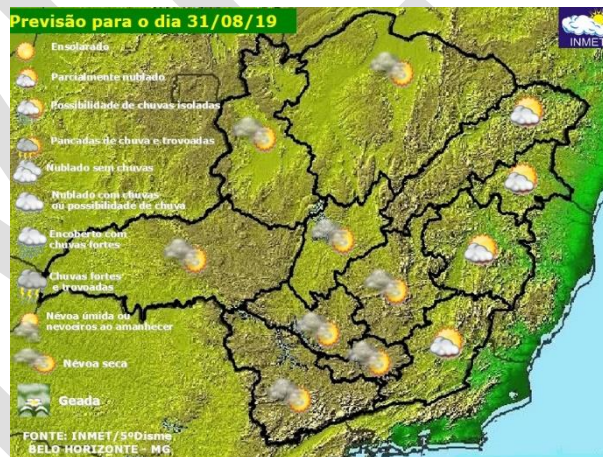 Previsão para o dia 31/08/19
INMET
Ensolarado
Parcialmente nublado
Possibilidade de chuvas isoladas
Pancadas de chuva e trovoadas
Nublado sem chuvas
Nublado com chuvas
ou possibilidade de chuva
Encoberto com
chuvas fortes
Chuvas fortes
e trovoadas
Névoa úmida ou
nevoeiros ao amanhecer
Névoa seca
Geada
FONTE: INMET/5ºDisme
BELO HORIZONTE - MG